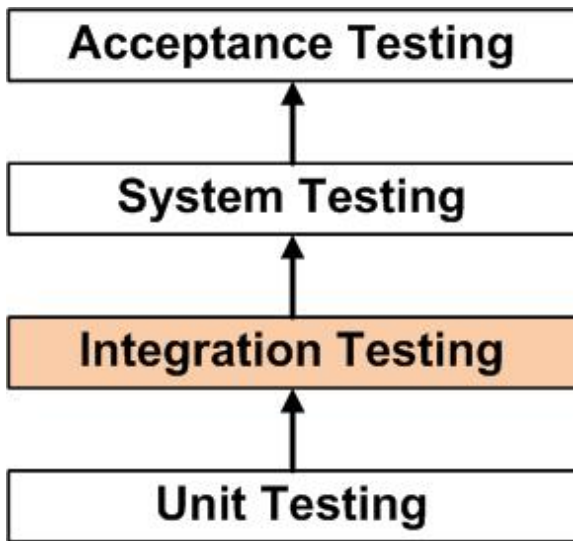 Acceptance Testing
System Testing
Integration Testing
Unit Testing